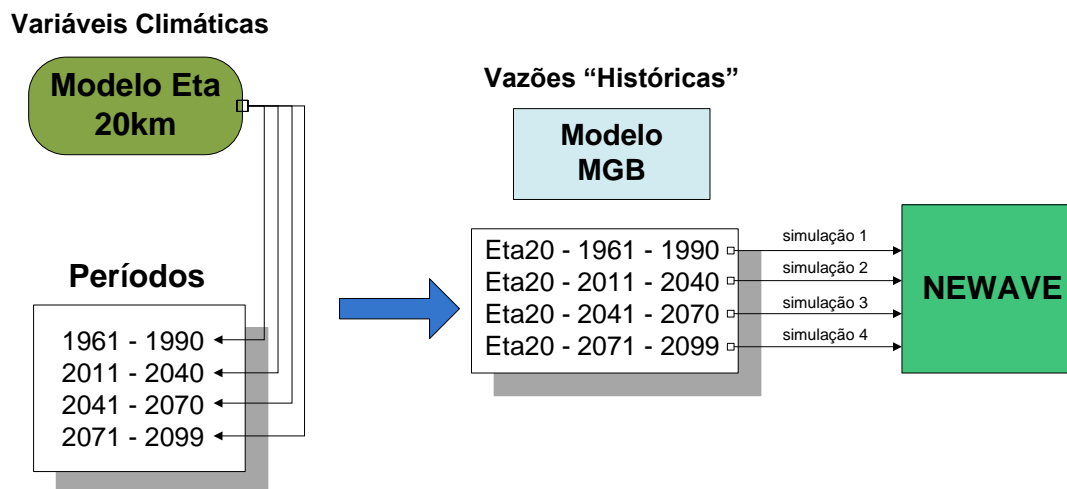 Variáveis Climáticas
Modelo Eta
20km
Períodos
1961 - 1990
2011 - 2040
2041 - 2070
2071 - 2099
Vazões “Históricas”
Modelo
MGB
Eta20 - 1961 - 1990
Eta20 - 2011 - 2040
Eta20 - 2041 - 2070
Eta20 - 2071 - 2099
simulação 1
simulação 2
simulação 3
simulação 4
NEWAVE